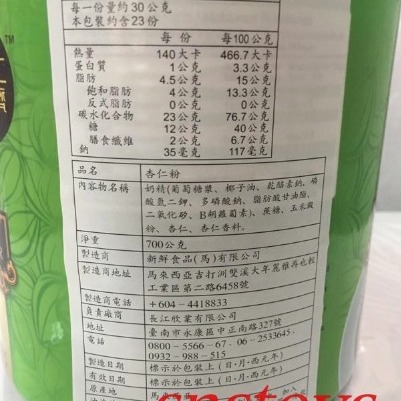 每一份量約30公克
本包裝約含23份
每份 每100公克
熱量 140大卡 466.7大卡
蛋白質 1公克 3.3公克
脂肪 4.5公克 15公克
飽和脂肪 4公克 13.3公克
反式脂肪 0公克 0公克
碳水化合物 23公克 76.7公克
糖 12公克 40公克
膳食纖維 2公克 6.7公克
鈉 35毫克 117毫克
品名 杏仁粉
內容物名稱 奶精(葡萄糖漿、椰子油、乾酪素鈉、磷
酸氫二鉀、多磷酸鈉、脂肪酸甘油酯、
二氧化矽、B胡蘿蔔素)、蔗糖、玉米澱
粉、杏仁、杏仁香料。
淨重 700公克
製造商 新鮮食品(馬)有限公司
製造商地址 馬來西亞吉打洲雙溪大年
工業區第二路6458號
製造商電話 +604-4418833
負責廠商 長江欣業有限公司
地址 臺南市永康區中正南路327號
電話 0800-5566-67．06-2533645．
0932-988-515
製造日期 標示於包裝上(日、月、西元年)
有效日期 標示於包裝上(日、月、西元年)
原產地